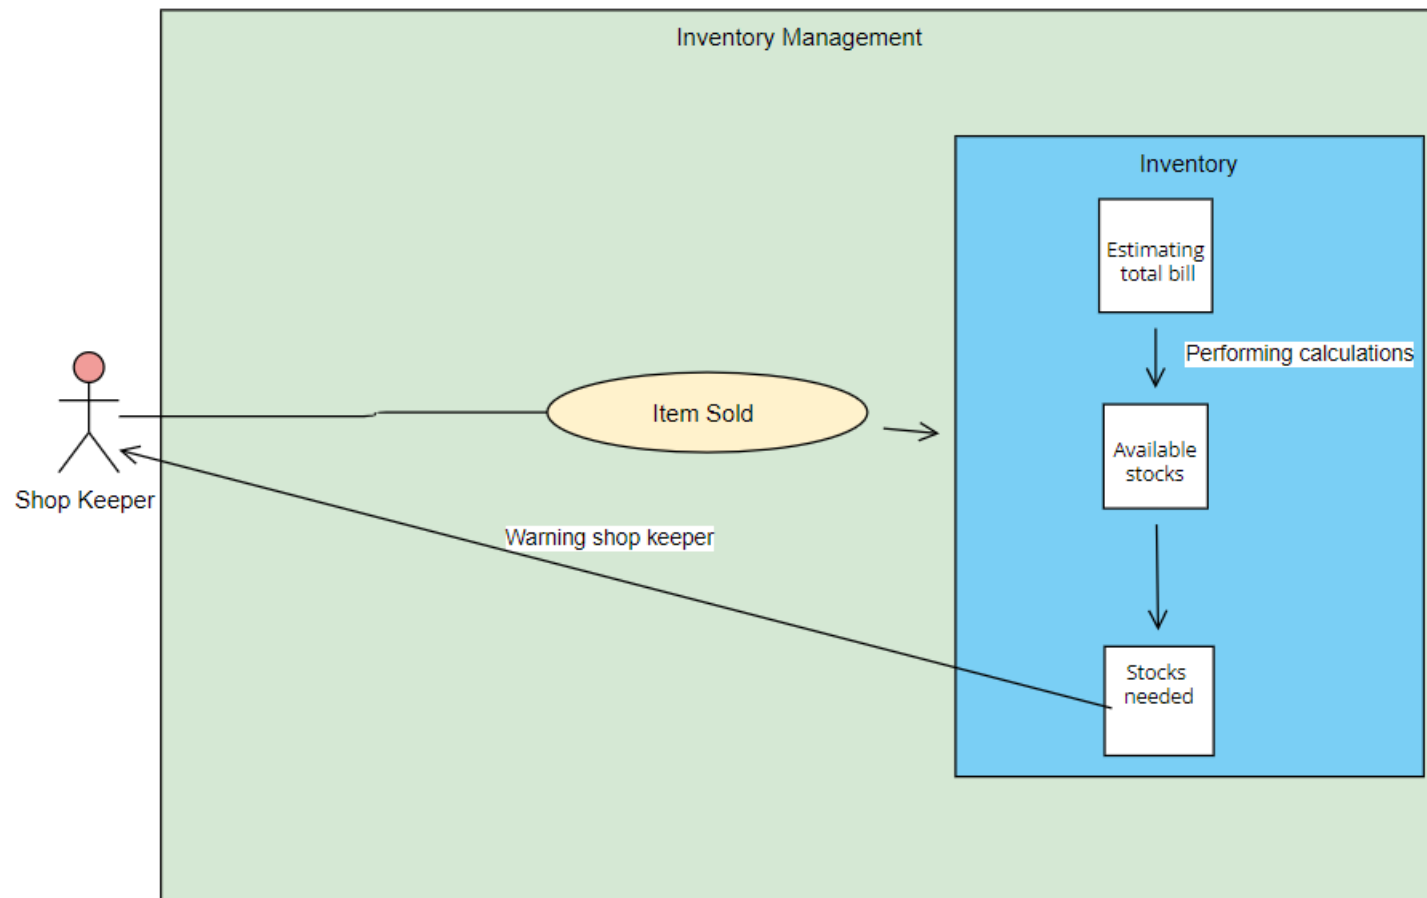 Inventory Management
Inventory
Estimating
total bill
Performing calculations
Item Sold
Available
stocks
Shop Keeper
Warning shop keeper
Stocks
needed